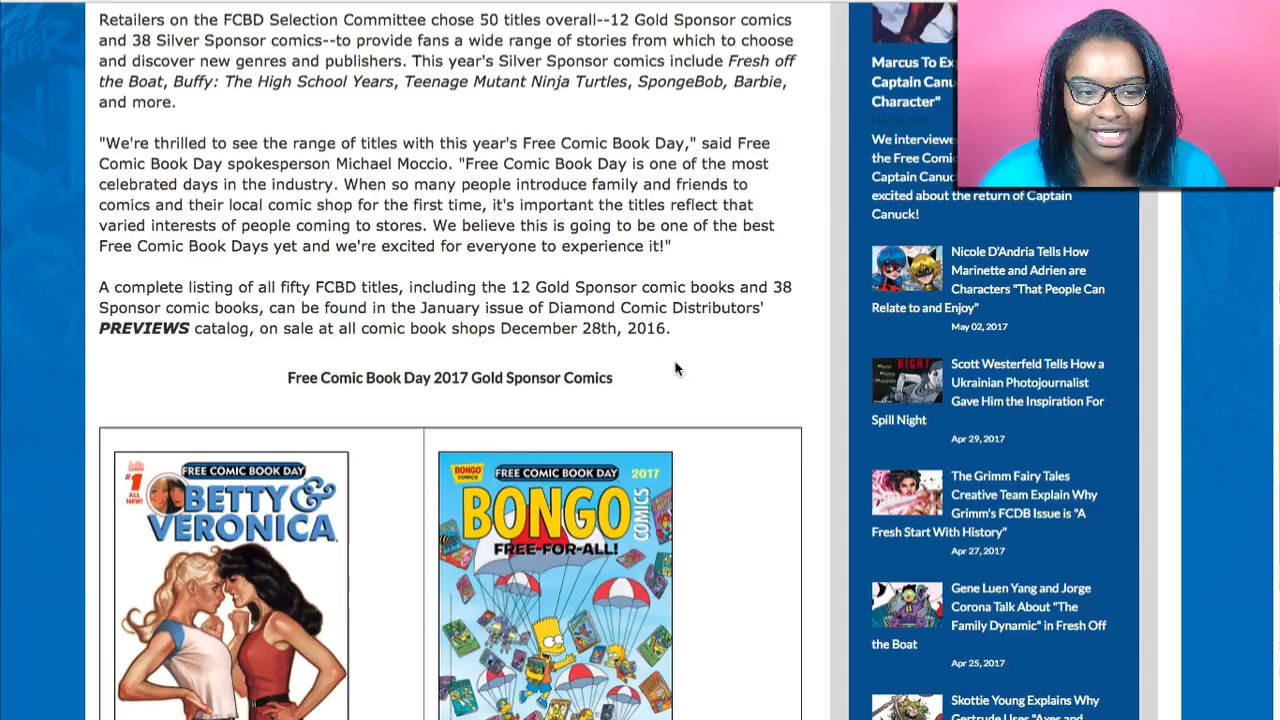 Retailers on the FCBD Selection Committee chose 50 titles overall--12 Gold Sponsor comics
and 38 Silver Sponsor comics--to provide fans a wide range of stories from which to choose
and discover new genres and publishers. This year's Silver Sponsor comics include Fresh off
the Boat, Buffy: The High School Years, Teenage Mutant Ninja Turtles, SpongeBob, Barbie,
and more.
"We're thrilled to see the range of titles with this year's Free Comic Book Day," said Free
Comic Book Day spokesperson Michael Moccio. "Free Comic Book Day is one of the most
celebrated days in the industry. When so many people introduce family and friends to
comics and their local comic shop for the first time, it's important the titles reflect that
varied interests of people coming to stores. We believe this is going to be one of the best
Free Comic Book Days yet and we're excited for everyone to experience it!"
A complete listing of all fifty FCBD titles, including the 12 Gold Sponsor comic books and 38
Sponsor comic books, can be found in the January issue of Diamond Comic Distributors'
PREVIEWS catalog, on sale at all comic book shops December 28th, 2016.
Free Comic Book Day 2017 Gold Sponsor Comics
#1
ALL
NEW!
FREE COMIC BOOK DAY
BETTY &
VERONICA
BONGO
COMICS
FREE COMIC BOOK DAY
2017
BONGO
COMICS
FREE-FOR-ALL!
Marcus To
Captain Canu
Character"
May 04, 2017
We interviewe
the Free Comi
Captain Canuc
excited about the return of Captain
Canuck!
Nicole D'Andria Tells How
Marinette and Adrien are
Characters "That People Can
Relate to and Enjoy"
May 02, 2017
NIGHT
Scott Westerfeld Tells How a
Ukrainian Photojournalist
Gave Him the Inspiration For
Spill Night
Apr 29, 2017
The Grimm Fairy Tales
Creative Team Explain Why
Grimm's FCDB Issue is "A
Fresh Start With History"
Apr 27, 2017
Gene Luen Yang and Jorge
Corona Talk About "The
Family Dynamic" in Fresh Off
the Boat
Apr 25, 2017
Skottie Young Explains Why
Gertrude Uses "Axes and